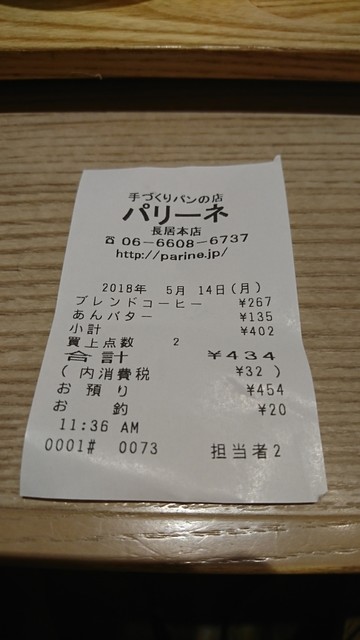 手づくりパンの店
パリーネ
長居本店
☎ 06-6608-6737
http://parine.jp/
2018年 5月14日(月)
ブレンドコーヒー ¥267
あんバター ¥135
小計 ¥402
買上点数 2
合計 ¥434
(内消費税 ¥32)
お預り ¥454
お釣 ¥20
11:36 AM
0001# 0073 担当者2